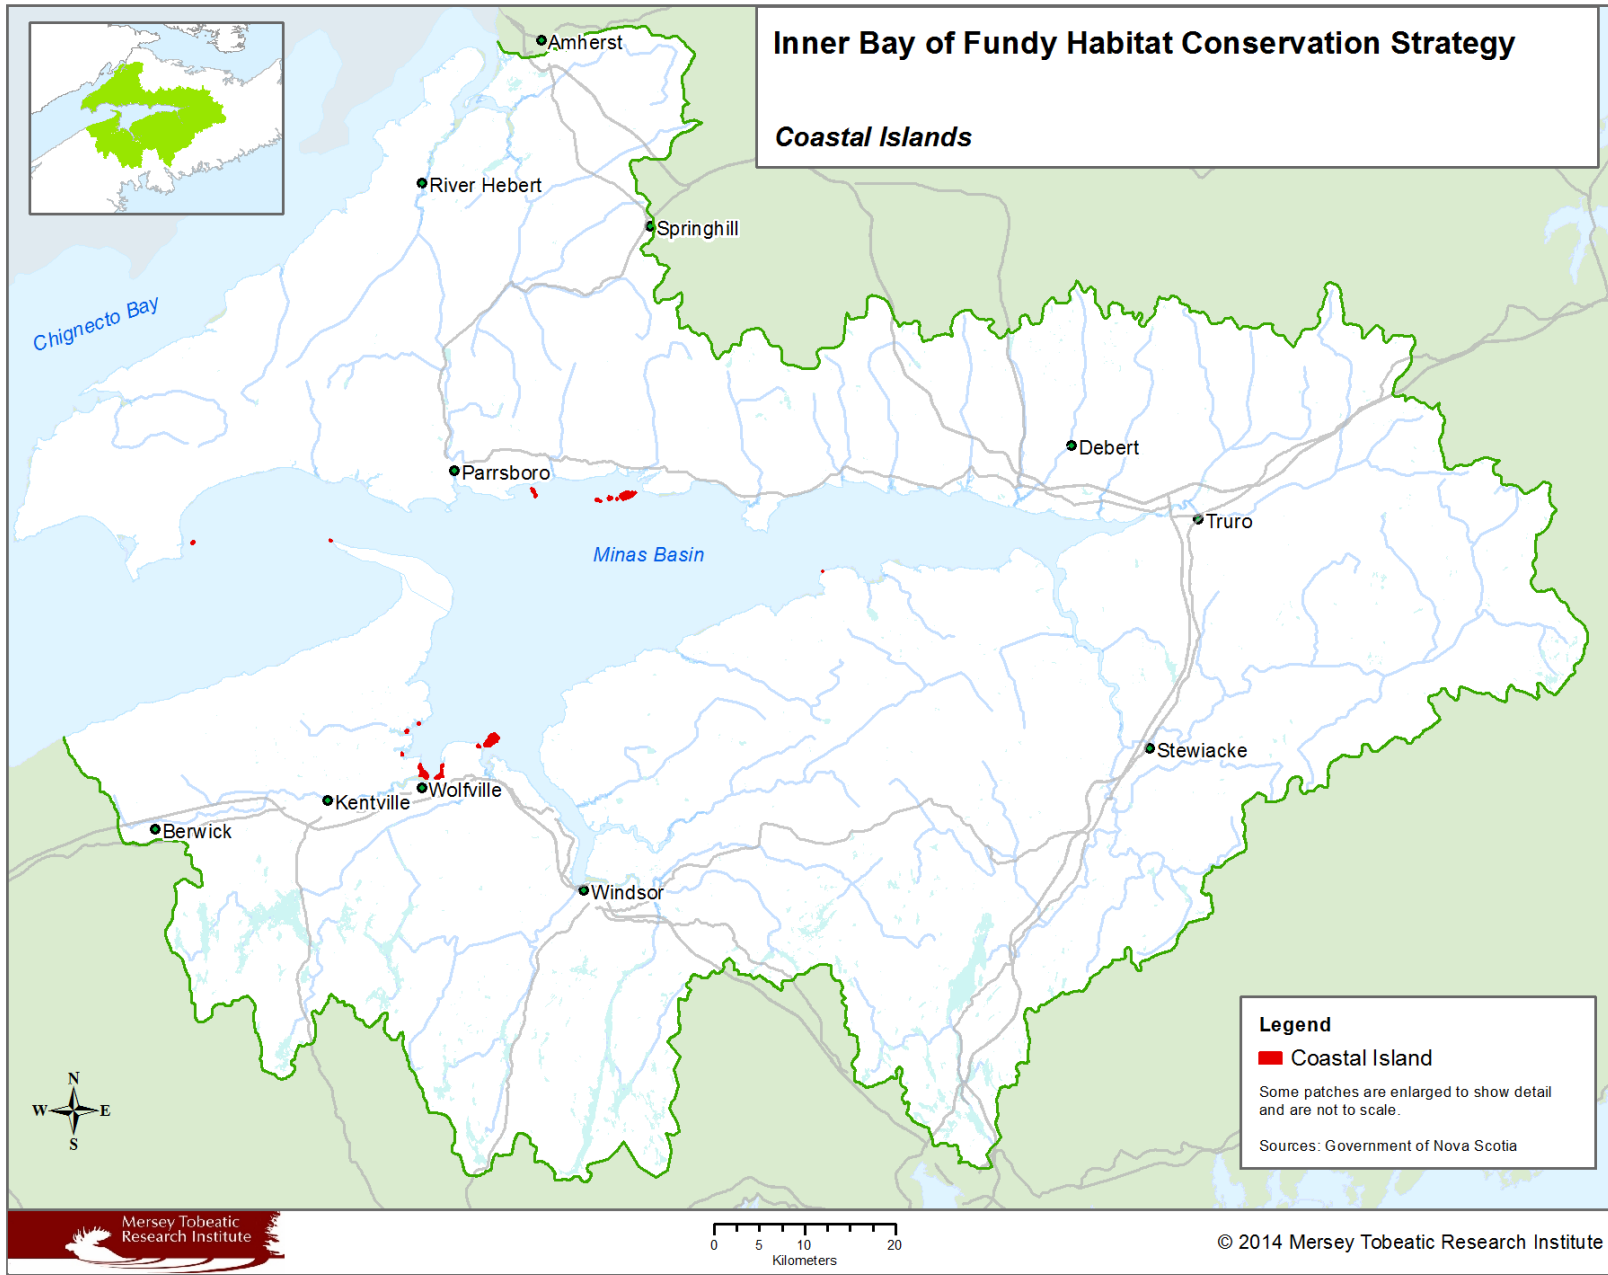 Inner Bay of Fundy Habitat Conservation Strategy
Coastal Islands
Amherst
River Hebert
Springhill
Chignecto Bay
Debert
Parrsboro
Truro
Minas Basin
Stewiacke
Wolfville
Kentville
Berwick
Windsor
N
W E
S
Legend
Coastal Island
Some patches are enlarged to show detail
and are not to scale.
Sources: Government of Nova Scotia
Mersey Tobeatic
Research Institute
0 5 10 20
Kilometers
© 2014 Mersey Tobeatic Research Institute